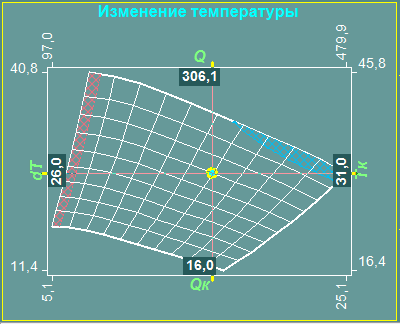 Изменение температуры
97,0
Q
479,9
40,8
306,1
45,8
dT
26,0
31,0
Тк
11,4
16,0
16,4
5,1
Qк
25,1